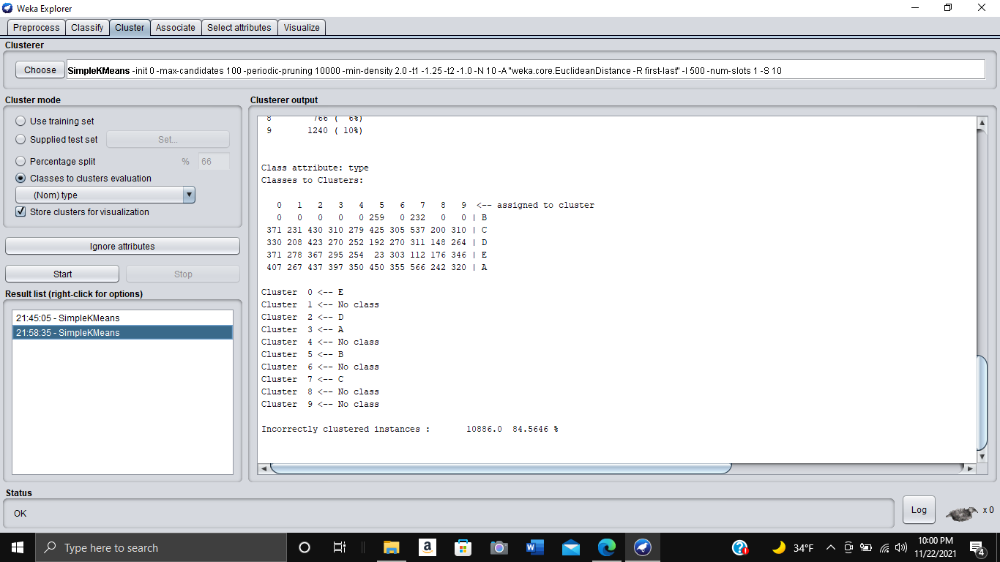 Weka Explorer
Preprocess Classify Cluster Associate Select attributes Visualize
Clusterer
Choose SimpleKMeans -init 0 -max-candidates 100 -periodic-pruning 10000 -min-density 2.0 -t1 -1.25 -t2 -1.0 -N 10 -A "weka.core.EuclideanDistance -R first-last" -I 500 -num-slots 1 -S 10
Cluster mode
Use training set
Supplied test set Set...
Percentage split % 66
Classes to clusters evaluation
(Nom) type
Store clusters for visualization
Ignore attributes
Start Stop
Result list (right-click for options)
21:45:05 - SimpleKMeans
21:58:35 - SimpleKMeans
Clusterer output
8 766 ( 6%)
9 1240 ( 10%)
Class attribute: type
Classes to Clusters:
0 1 2 3 4 5 6 7 8 9 <-- assigned to cluster
0 0 0 0 0 259 0 232 0 0 | B
371 231 430 310 279 425 305 537 200 310 | C
330 208 423 270 252 192 270 311 148 264 | D
371 278 367 295 254 23 303 112 176 346 | E
407 267 437 397 350 450 355 566 242 320 | A
Cluster 0 <-- E
Cluster 1 <-- No class
Cluster 2 <-- D
Cluster 3 <-- A
Cluster 4 <-- No class
Cluster 5 <-- B
Cluster 6 <-- No class
Cluster 7 <-- C
Cluster 8 <-- No class
Cluster 9 <-- No class
Incorrectly clustered instances : 10886.0 84.5646 %
Status
OK
Log x 0
Type here to search
34°F
10:00 PM
11/22/2021
4